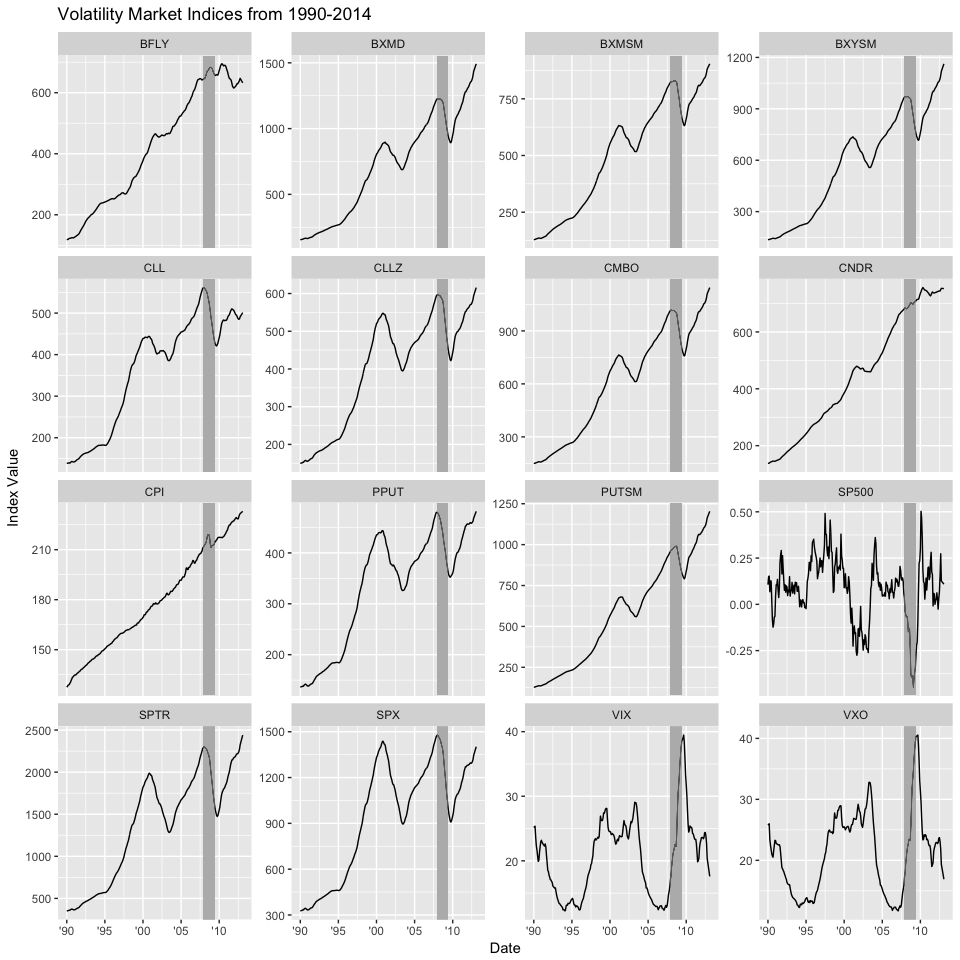 Volatility Market Indices from 1990-2014
BFLY
BXMD
BXMSM
BXYSM
600
400
200
1500
1000
500
750
500
250
1200
900
600
300
CLL
CLLZ
CMBO
CNDR
500
400
300
200
600
500
400
300
200
900
600
300
600
400
200
CPI
PPUT
PUTSM
SP500
210
180
150
400
300
200
1250
1000
750
500
250
0.50
0.25
0.00
-0.25
SPTR
SPX
VIX
VXO
2500
2000
1500
1000
500
1500
1200
900
600
300
40
30
20
40
30
20
'90 '95 '00 '05 '10
'90 '95 '00 '05 '10
'90 '95 '00 '05 '10
'90 '95 '00 '05 '10
Index Value
Date